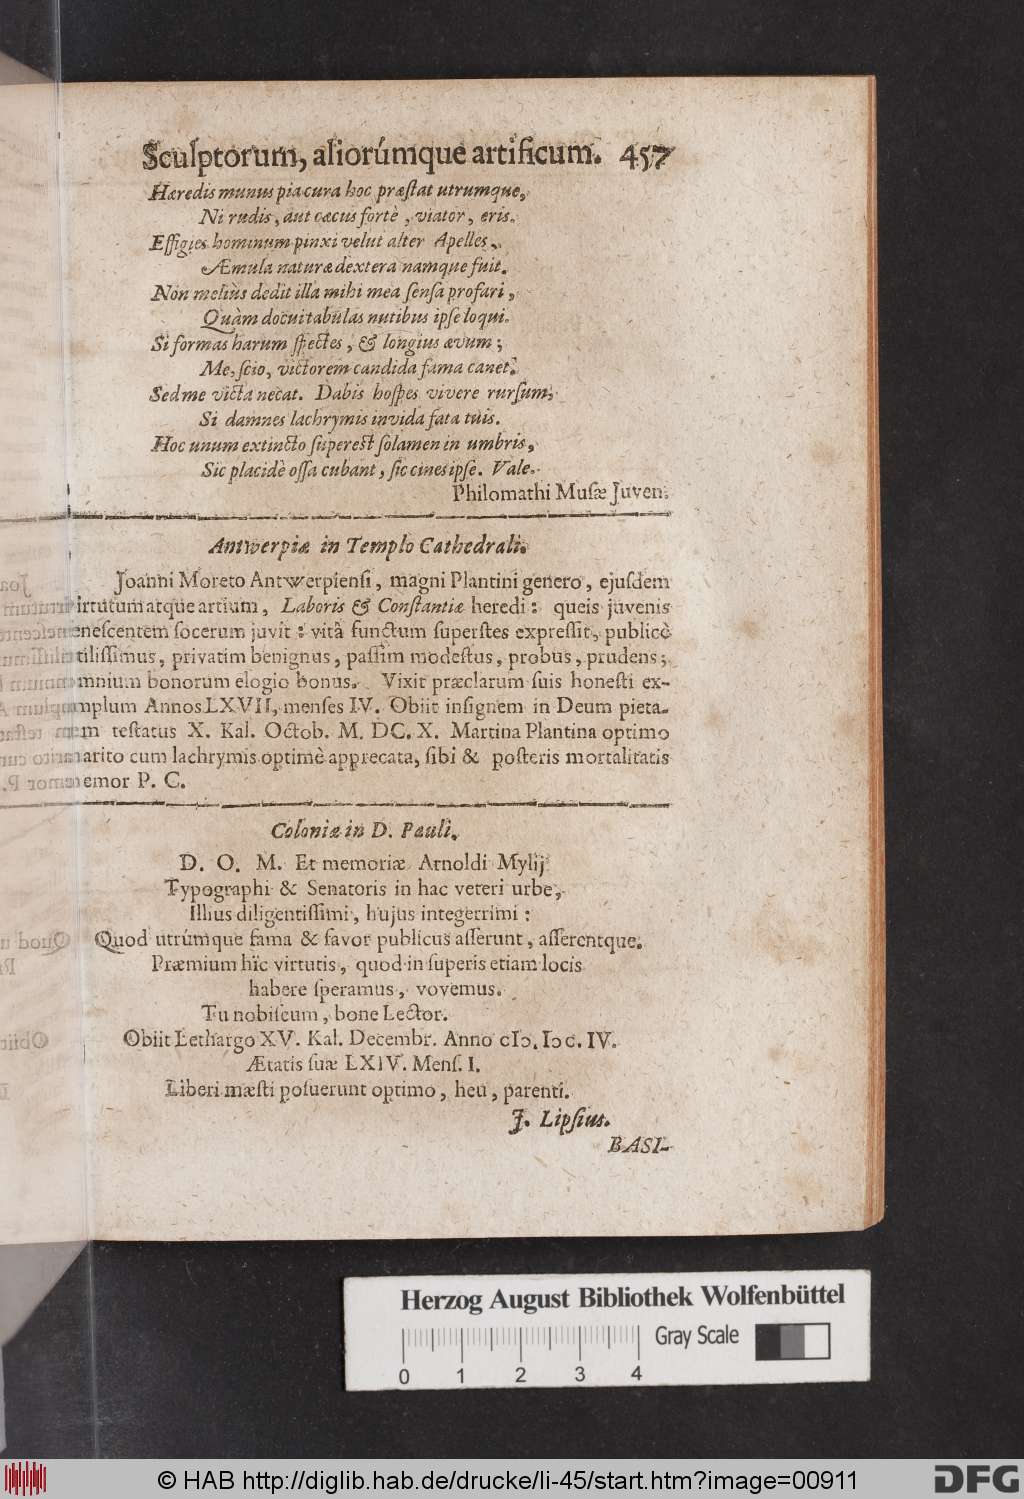 Sculptorum, aliorúmque artificum. 457
Hæredis munus pia cura hoc præstat utrumque,
Ni rudis, aut cæcus fortè, viator, eris.
Effigies hominum pinxi velut alter Apelles,
Æmula naturæ dextera namque fuit.
Non meliùs dedit illa mihi mea sensa profari,
Quàm docui tabulas nutibus ipse loqui.
Si formas harum spectes, & longius ævum;
Me, scio, victorem candida fama canet.
Sed me victa necat. Dabis hospes vivere rursum,
Si damnes lachrymis invida fata tuis.
Hoc unum extincto superest solamen in umbris,
Sic placidè ossa cubant, sic cines ipse. Vale.
Philomathi Musæ Juven.
Antwerpiæ in Templo Cathedrali.
Joanni Moreto Antwerpiensi, magni Plantini genero, ejusdem
irtutum atque artium, Laboris & Constantiæ heredi: queis juvenis
enescentem socerum juvit: vitâ functum superstes expressit, publicè
tilissimus, privatim benignus, passim modestus, probus, prudens;
mnium bonorum elogio bonus. Vixit præclarum suis honesti ex-
mplum Annos LXVII, menses IV. Obiit insignem in Deum pieta-
em testatus X. Kal. Octob. M. DC. X. Martina Plantina optimo
arito cum lachrymis optimè apprecata, sibi & posteris mortalitatis
emor P. C.
Coloniæ in D. Pauli.
D. O. M. Et memoriæ Arnoldi Mylij
Typographi & Senatoris in hac veteri urbe,
Illius diligentissimi, hujus integerrimi:
Quod utrúmque fama & favor publicus asserunt, asserentque.
Præmium hîc virtutis, quod in superis etiam locis
habere speramus, vovemus.
Tu nobiscum, bone Lector.
Obiit Lethargo XV. Kal. Decembr. Anno cIↄ. Iↄc. IV.
Ætatis suæ LXIV. Mens. I.
Liberi mæsti posuerunt optimo, heu, parenti.
J. Lipsius.
BASI-
Herzog August Bibliothek Wolfenbüttel
Gray Scale
0 1 2 3 4
© HAB http://diglib.hab.de/drucke/li-45/start.htm?image=00911
DFG